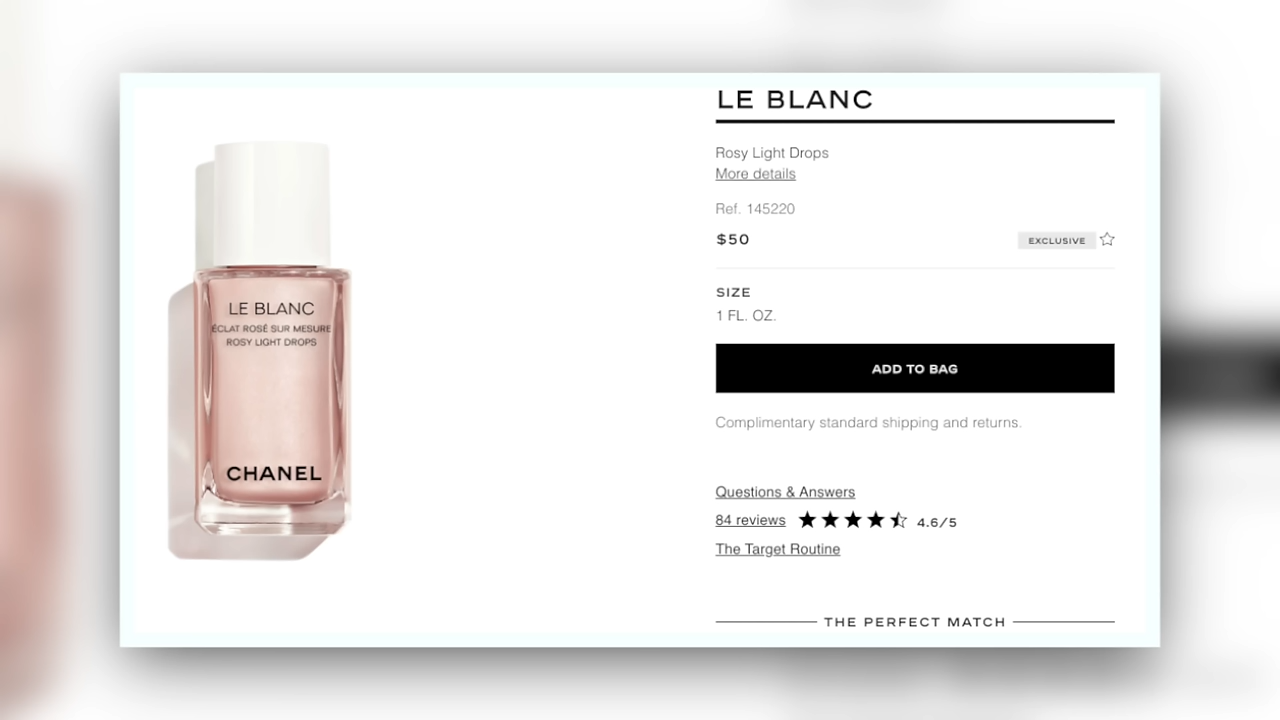 LE BLANC
ÉCLAT ROSÉ SUR MESURE
ROSY LIGHT DROPS
CHANEL
LE BLANC
Rosy Light Drops
More details
Ref. 145220
$50
EXCLUSIVE
SIZE
1 FL. OZ.
ADD TO BAG
Complimentary standard shipping and returns.
Questions & Answers
84 reviews 4.6/5
The Target Routine
THE PERFECT MATCH